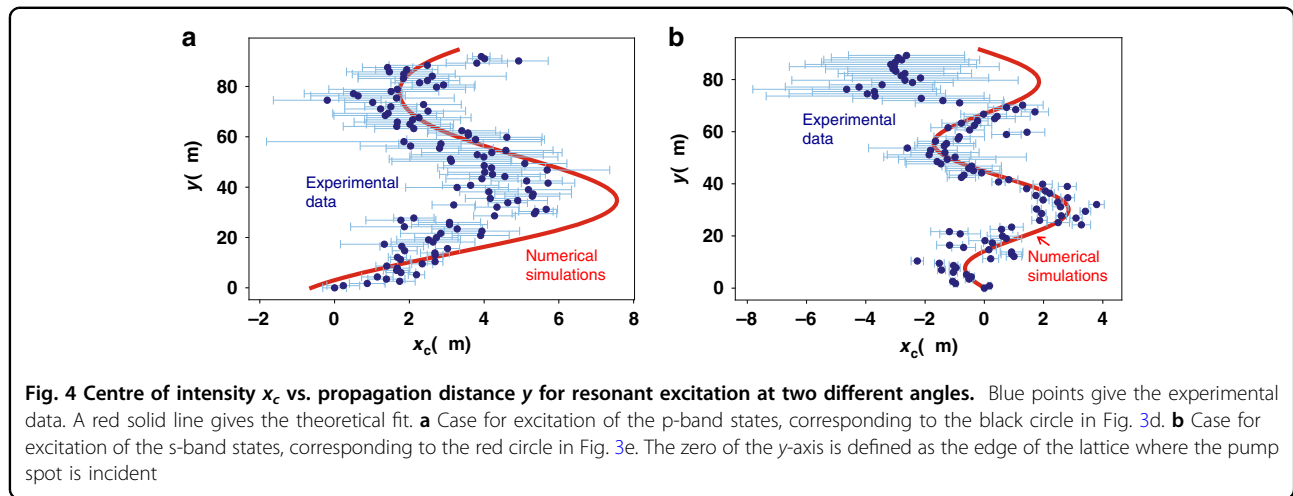 a
b
80
60
40
20
0
y( m)
Experimental
data
Numerical
simulations
–2
0
2
4
6
8
xc( m)
80
60
40
20
0
y( m)
Experimental
data
Numerical
simulations
–8
–6
–4
–2
0
2
4
xc( m)
Fig. 4 Centre of intensity xc vs. propagation distance y for resonant excitation at two different angles. Blue points give the experimental
data. A red solid line gives the theoretical fit. a Case for excitation of the p-band states, corresponding to the black circle in Fig. 3d. b Case for
excitation of the s-band states, corresponding to the red circle in Fig. 3e. The zero of the y-axis is defined as the edge of the lattice where the pump
spot is incident